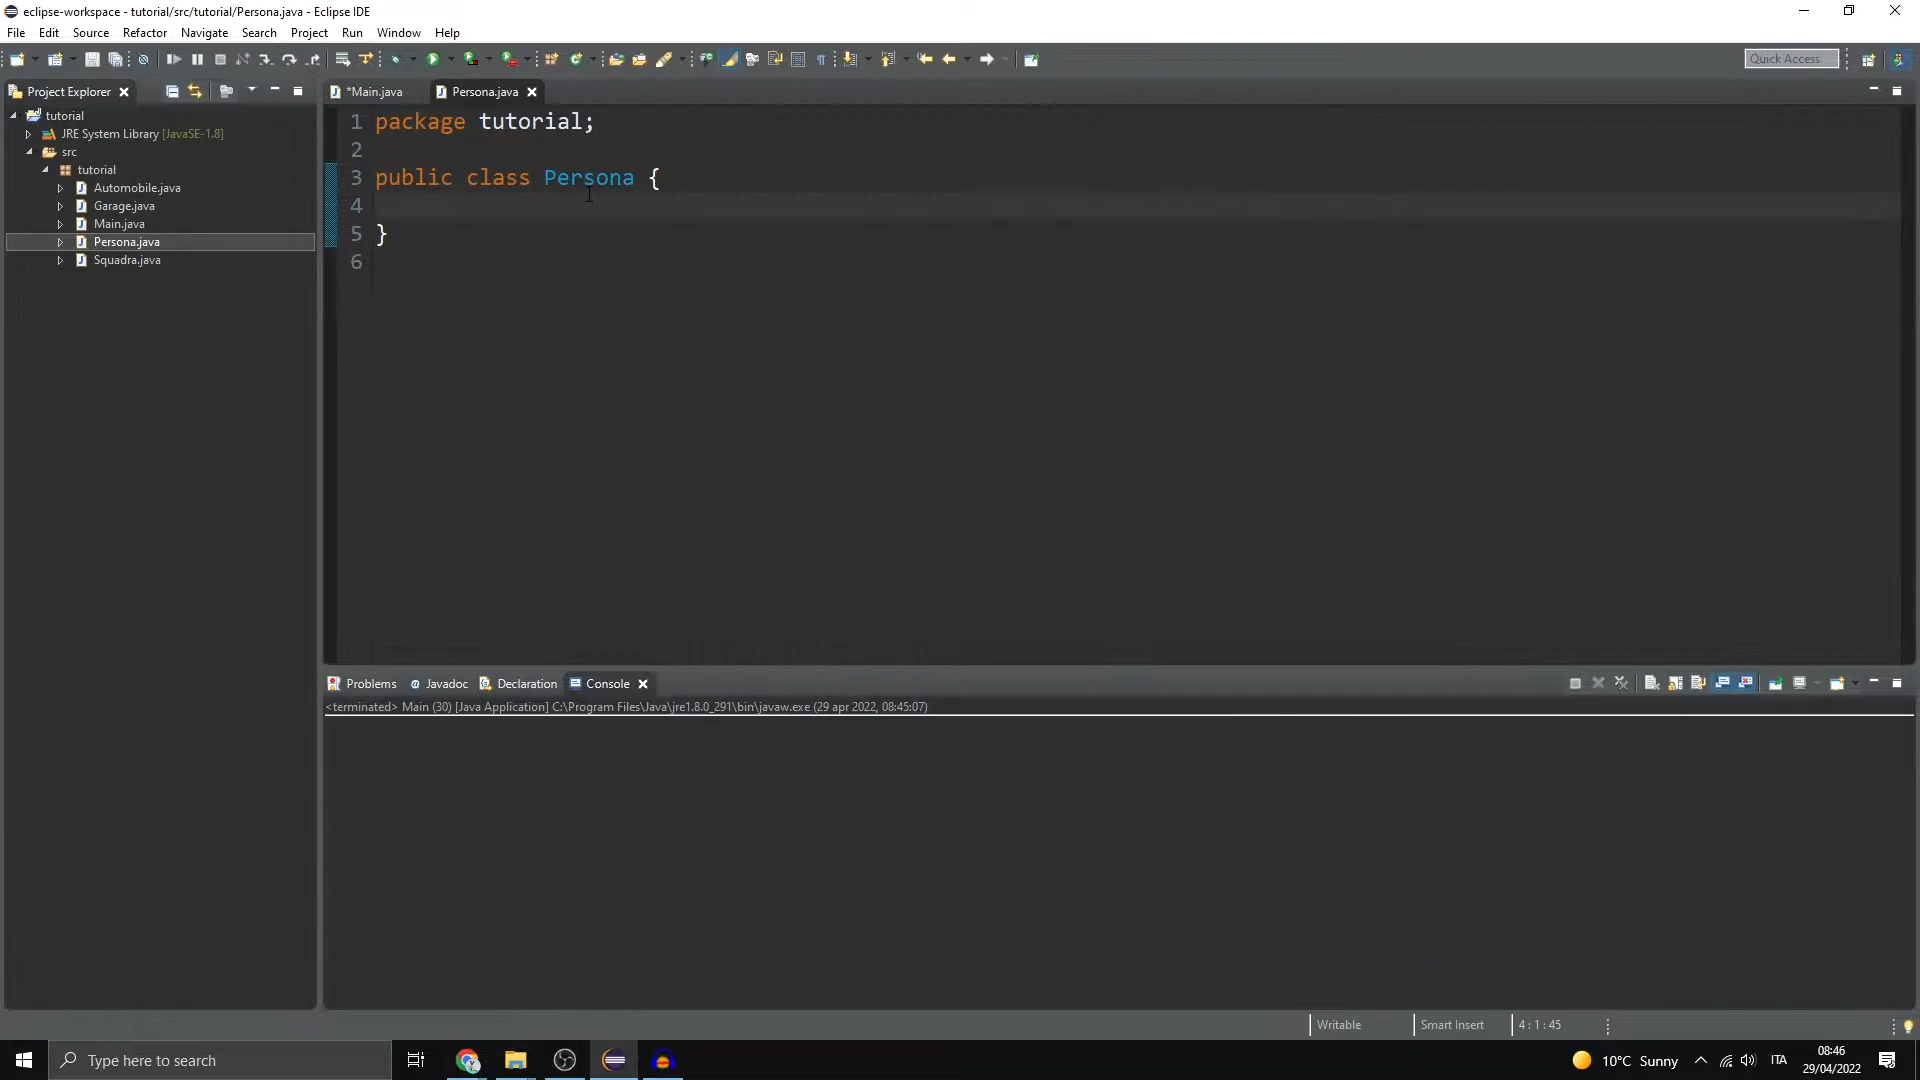 eclipse-workspace - tutorial/src/tutorial/Persona.java - Eclipse IDE
File Edit Source Refactor Navigate Search Project Run Window Help
Quick Access
Project Explorer
*Main.java Persona.java
tutorial
JRE System Library [JavaSE-1.8]
src
tutorial
Automobile.java
Garage.java
Main.java
Persona.java
Squadra.java
1 package tutorial;
2
3 public class Persona {
4
5 }
6
Problems Javadoc Declaration Console
<terminated> Main (30) [Java Application] C:\Program Files\Java\jre1.8.0_291\bin\javaw.exe (29 apr 2022, 08:45:07)
Writable Smart Insert 4 : 1 : 45
Type here to search
10°C Sunny ITA 08:46
29/04/2022